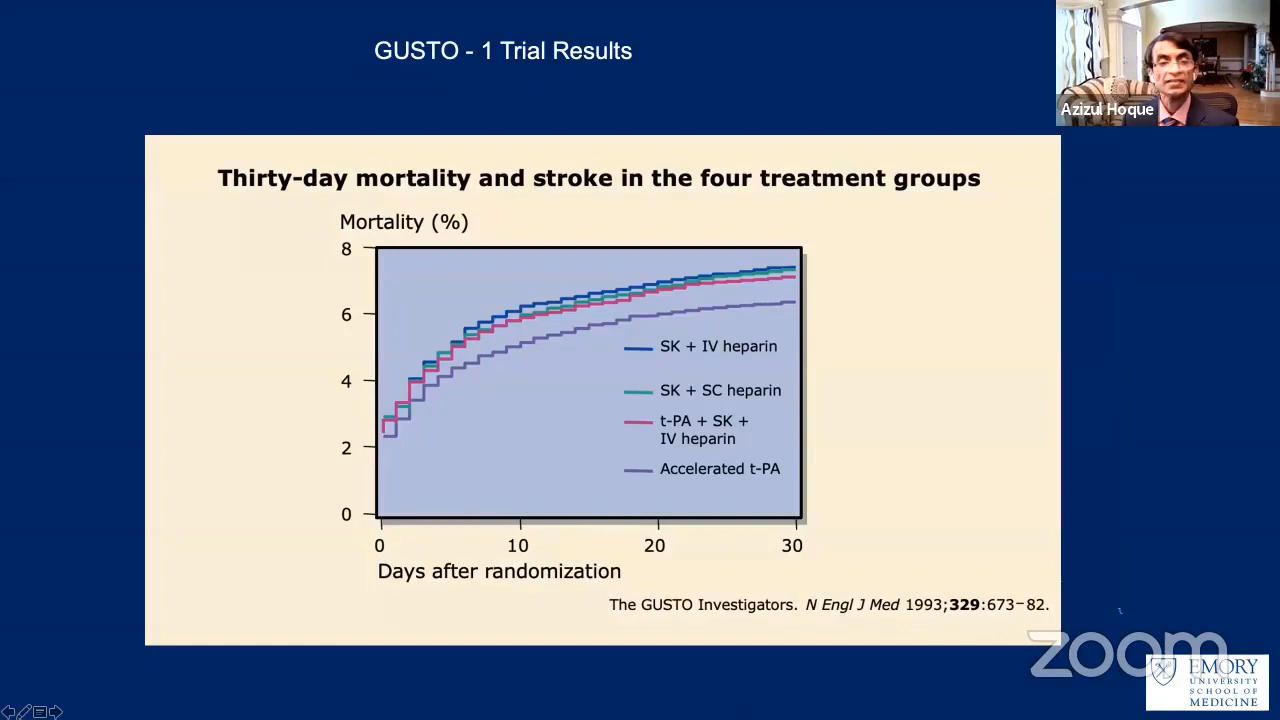 GUSTO - 1 Trial Results
Azizul Hoque
Thirty-day mortality and stroke in the four treatment groups
Mortality (%)
8
6
4
2
0
SK + IV heparin
SK + SC heparin
t-PA + SK +
IV heparin
Accelerated t-PA
0 10 20 30
Days after randomization
The GUSTO Investigators. N Engl J Med 1993;329:673–82.
zoom
EMORY
UNIVERSITY
SCHOOL OF
MEDICINE